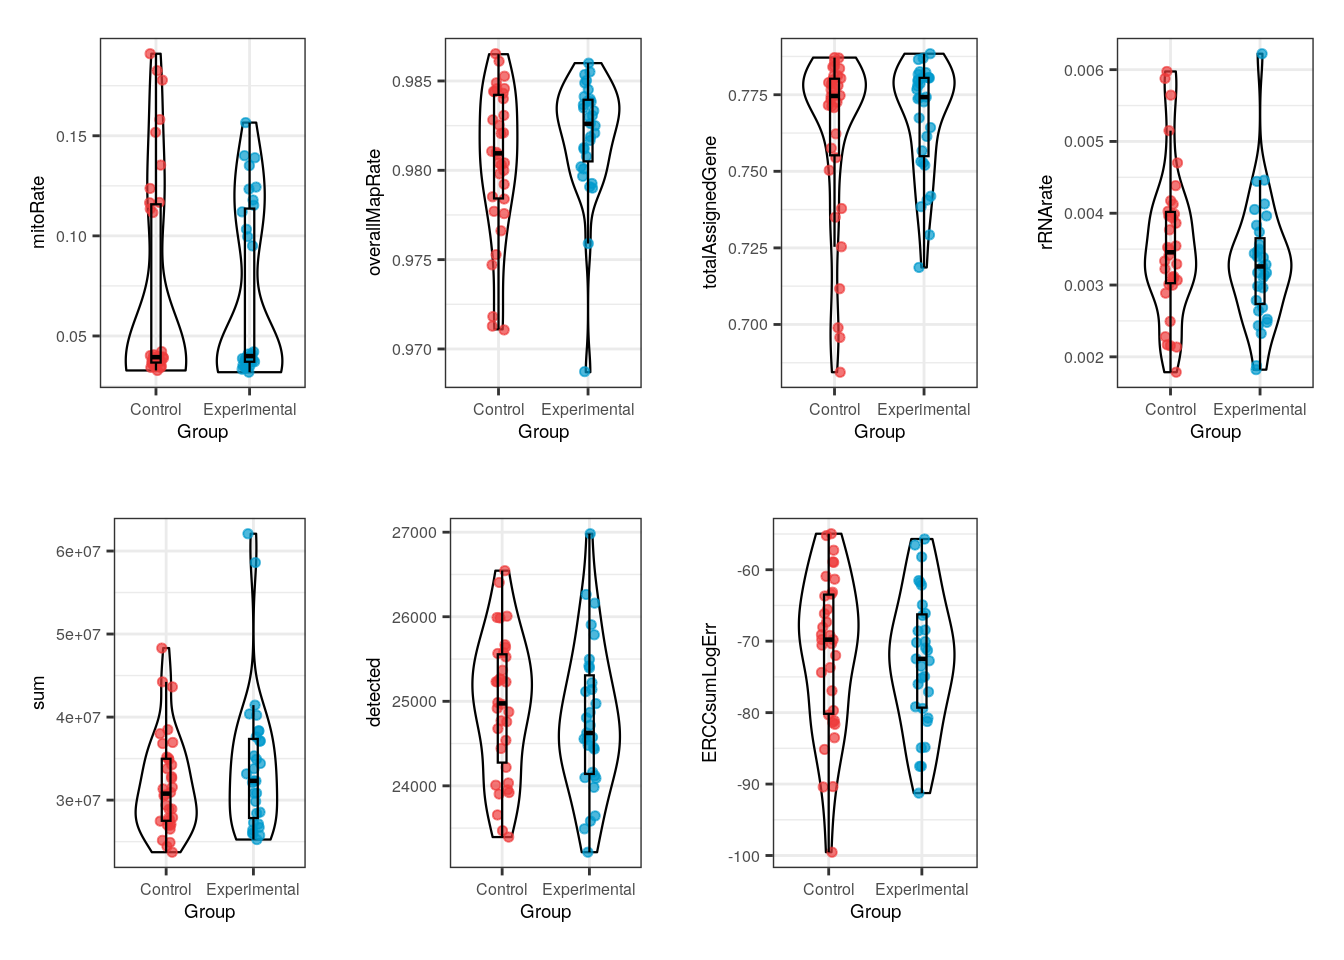 mitoRate
0.15
0.10
0.05
Control
Experimental
Group
overallMapRate
0.985
0.980
0.975
0.970
Control
Experimental
Group
totalAssignedGene
0.775
0.750
0.725
0.700
Control
Experimental
Group
rRNArate
0.006
0.005
0.004
0.003
0.002
Control
Experimental
Group
sum
6e+07
5e+07
4e+07
3e+07
Control
Experimental
Group
detected
27000
26000
25000
24000
Control
Experimental
Group
ERCCsumLogErr
-60
-70
-80
-90
-100
Control
Experimental
Group